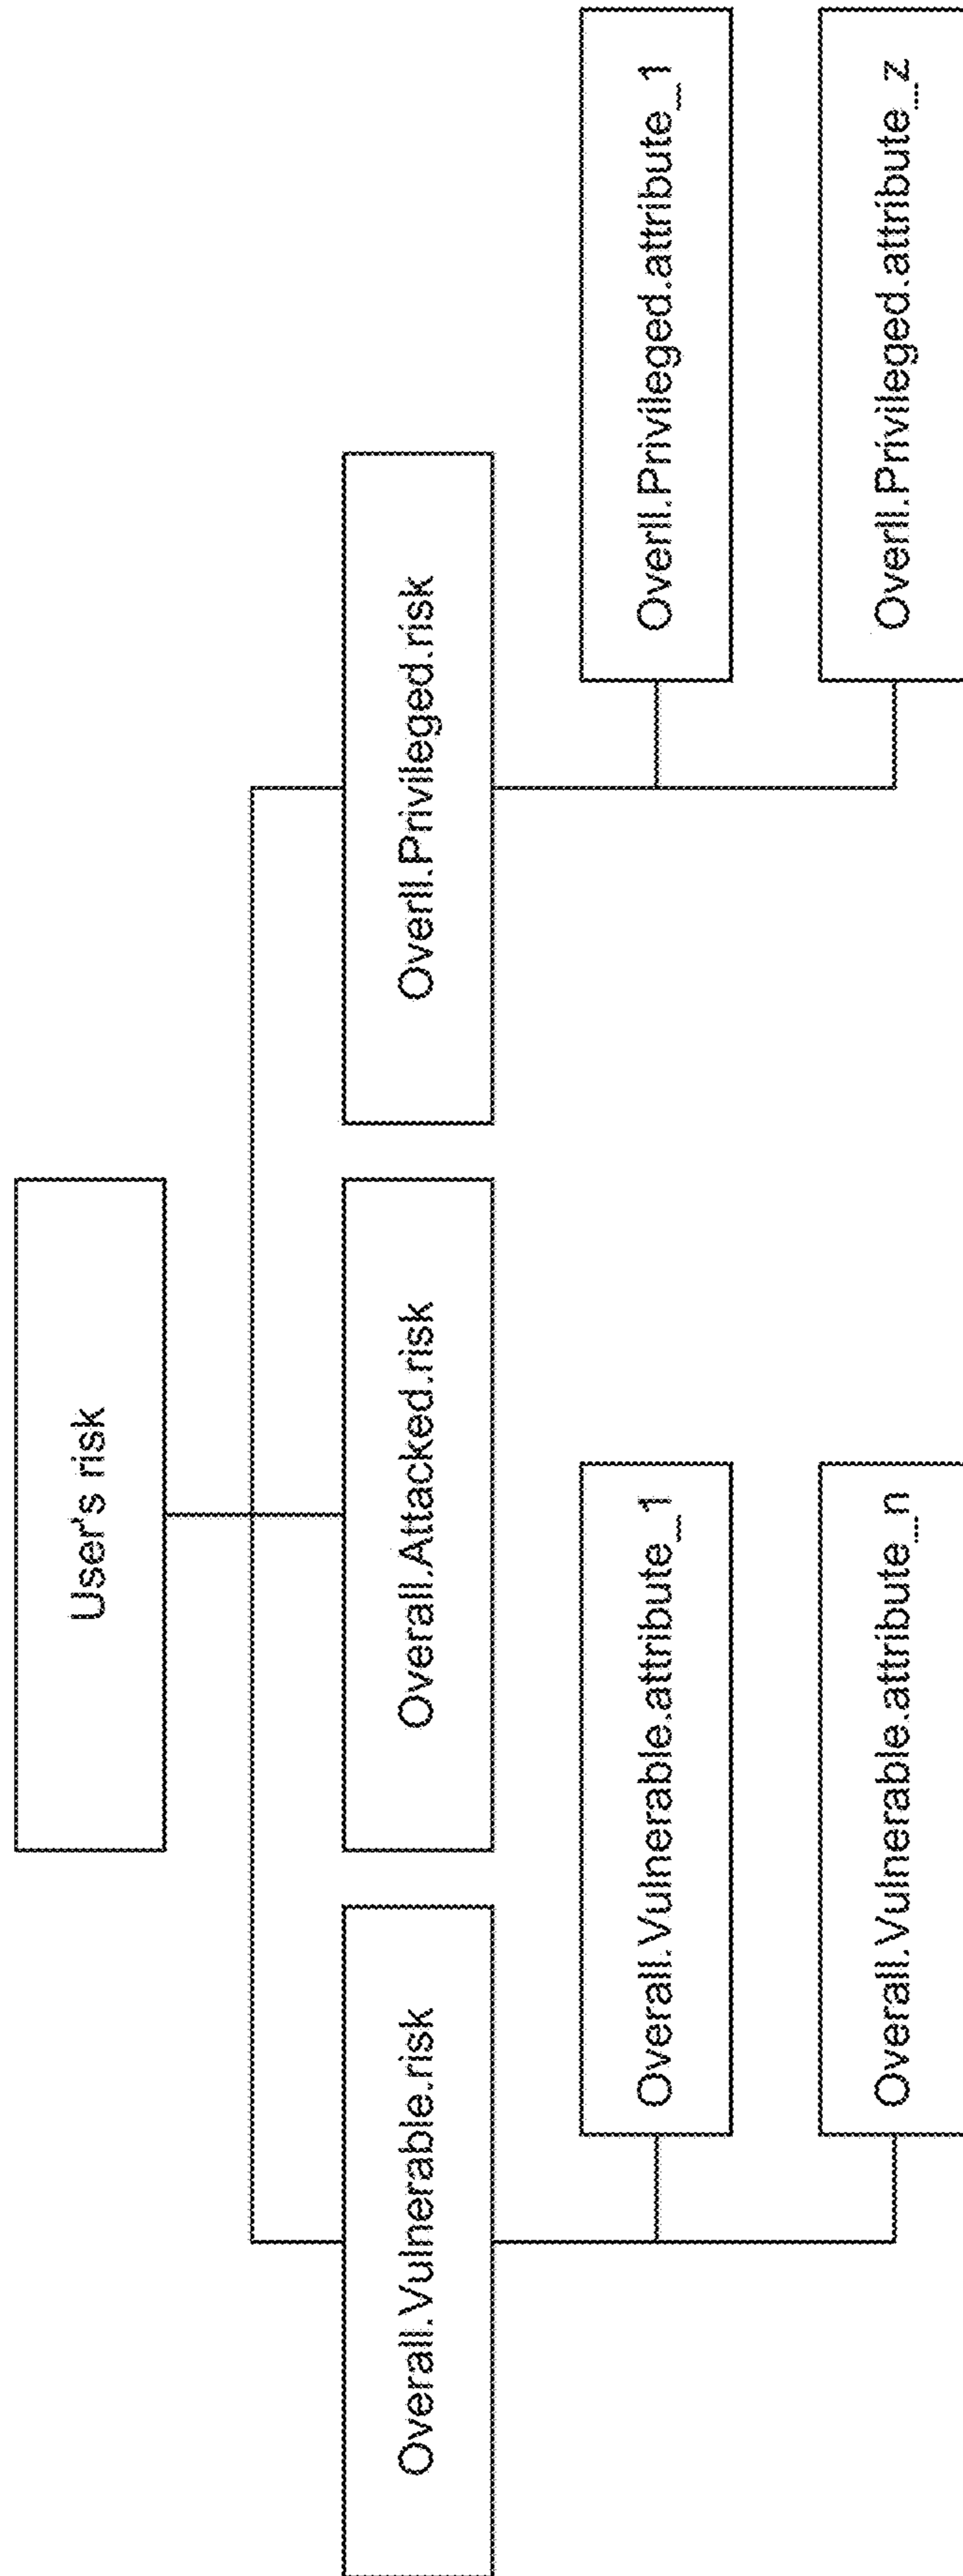 User's risk
Overall.Vulnerable.risk
Overall.Attacked.risk
Overll.Privileged.risk
Overall.Vulnerable.attribute_1
Overll.Privileged.attribute_1
Overall.Vulnerable.attribute_n
Overll.Privileged.attribute_z